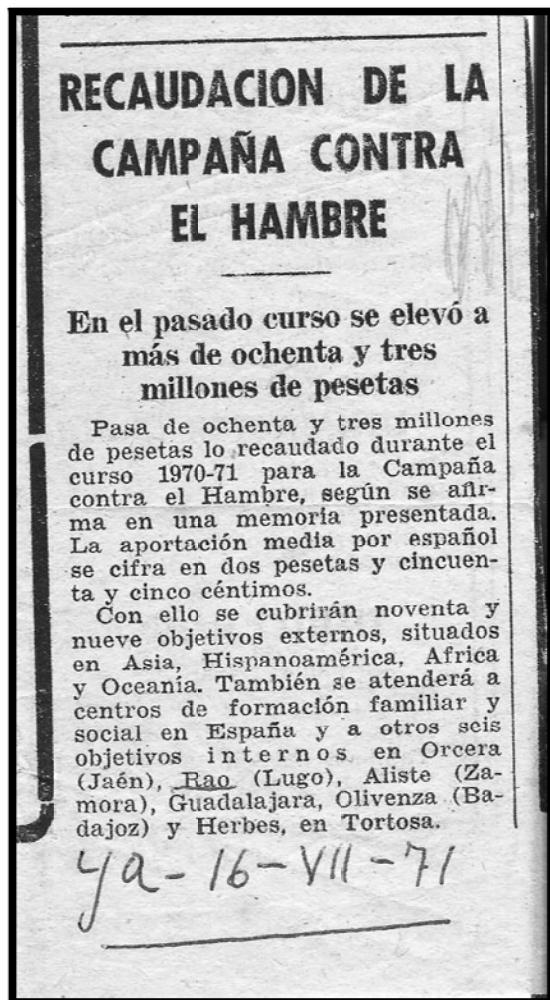 RECAUDACION DE LA
CAMPAÑA CONTRA
EL HAMBRE
En el pasado curso se elevó a
más de ochenta y tres
millones de pesetas
Pasa de ochenta y tres millones
de pesetas lo recaudado durante el
curso 1970-71 para la Campaña
contra el Hambre, según se afir-
ma en una memoria presentada.
La aportación media por español
se cifra en dos pesetas y cincuen-
ta y cinco céntimos.
Con ello se cubrirán noventa y
nueve objetivos externos, situados
en Asia, Hispanoamérica, Africa
y Oceanía. También se atenderá a
centros de formación familiar y
social en España y a otros seis
objetivos internos en Orcera
(Jaén), Rao (Lugo), Aliste (Za-
mora), Guadalajara, Olivenza (Ba-
dajoz) y Herbes, en Tortosa.
Ya - 16 - VII - 71